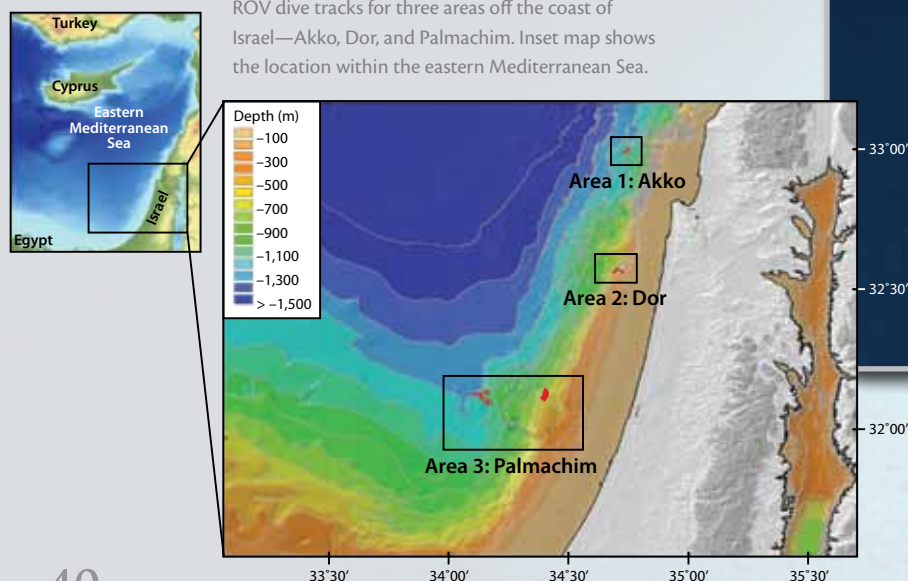 ROV dive tracks for three areas off the coast of
Israel—Akko, Dor, and Palmachim. Inset map shows
the location within the eastern Mediterranean Sea.
Turkey
Cyprus
Eastern
Mediterranean
Sea
Israel
Egypt
Depth (m)
–100
–300
–500
–700
–900
–1,100
–1,300
> –1,500
Area 1: Akko
Area 2: Dor
Area 3: Palmachim
33°00'
32°30'
32°00'
33°30'
34°00'
34°30'
35°00'
35°30'